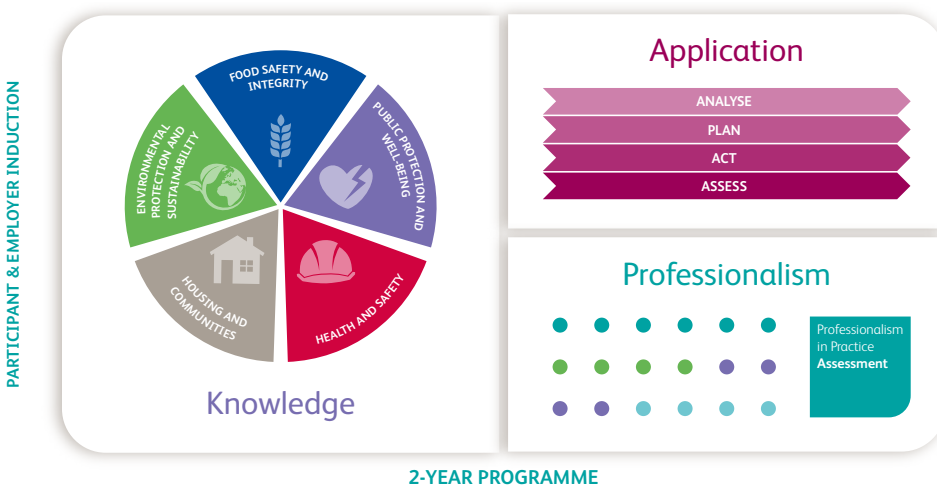 PARTICIPANT & EMPLOYER INDUCTION
FOOD SAFETY AND
INTEGRITY
PUBLIC PROTECTION AND
WELL-BEING
HEALTH AND SAFETY
HOUSING AND
COMMUNITIES
ENVIRONMENTAL
PROTECTION AND
SUSTAINABILITY
Knowledge
Application
ANALYSE
PLAN
ACT
ASSESS
Professionalism
Professionalism
in Practice
Assessment
2-YEAR PROGRAMME